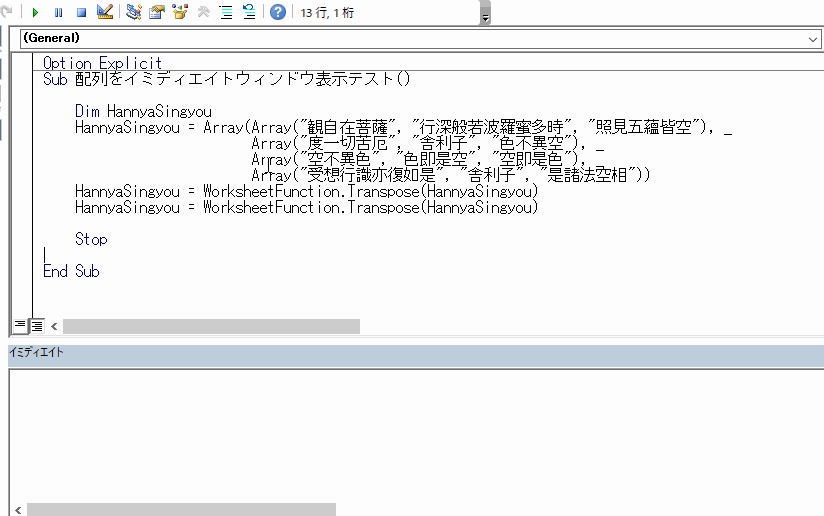 13 行, 1 桁
(General)
Option Explicit
Sub 配列をイミディエイトウィンドウ表示テスト()
Dim HannyaSingyou
HannyaSingyou = Array(Array("観自在菩薩", "行深般若波羅蜜多時", "照見五蘊皆空"), _
Array("度一切苦厄", "舎利子", "色不異空"), _
Array("空不異色", "色即是空", "空即是色"), _
Array("受想行識亦復如是", "舎利子", "是諸法空相"))
HannyaSingyou = WorksheetFunction.Transpose(HannyaSingyou)
HannyaSingyou = WorksheetFunction.Transpose(HannyaSingyou)
Stop
End Sub
イミディエイト